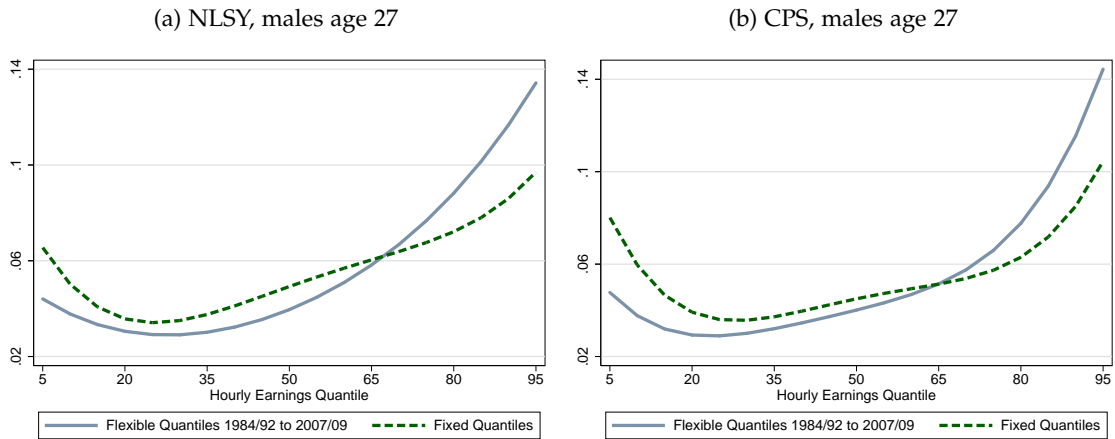 (a) NLSY, males age 27
.14
.1
.06
.02
5 20 35 50 65 80 95
Hourly Earnings Quantile
Flexible Quantiles 1984/92 to 2007/09 Fixed Quantiles
(b) CPS, males age 27
.14
.1
.06
.02
5 20 35 50 65 80 95
Hourly Earnings Quantile
Flexible Quantiles 1984/92 to 2007/09 Fixed Quantiles